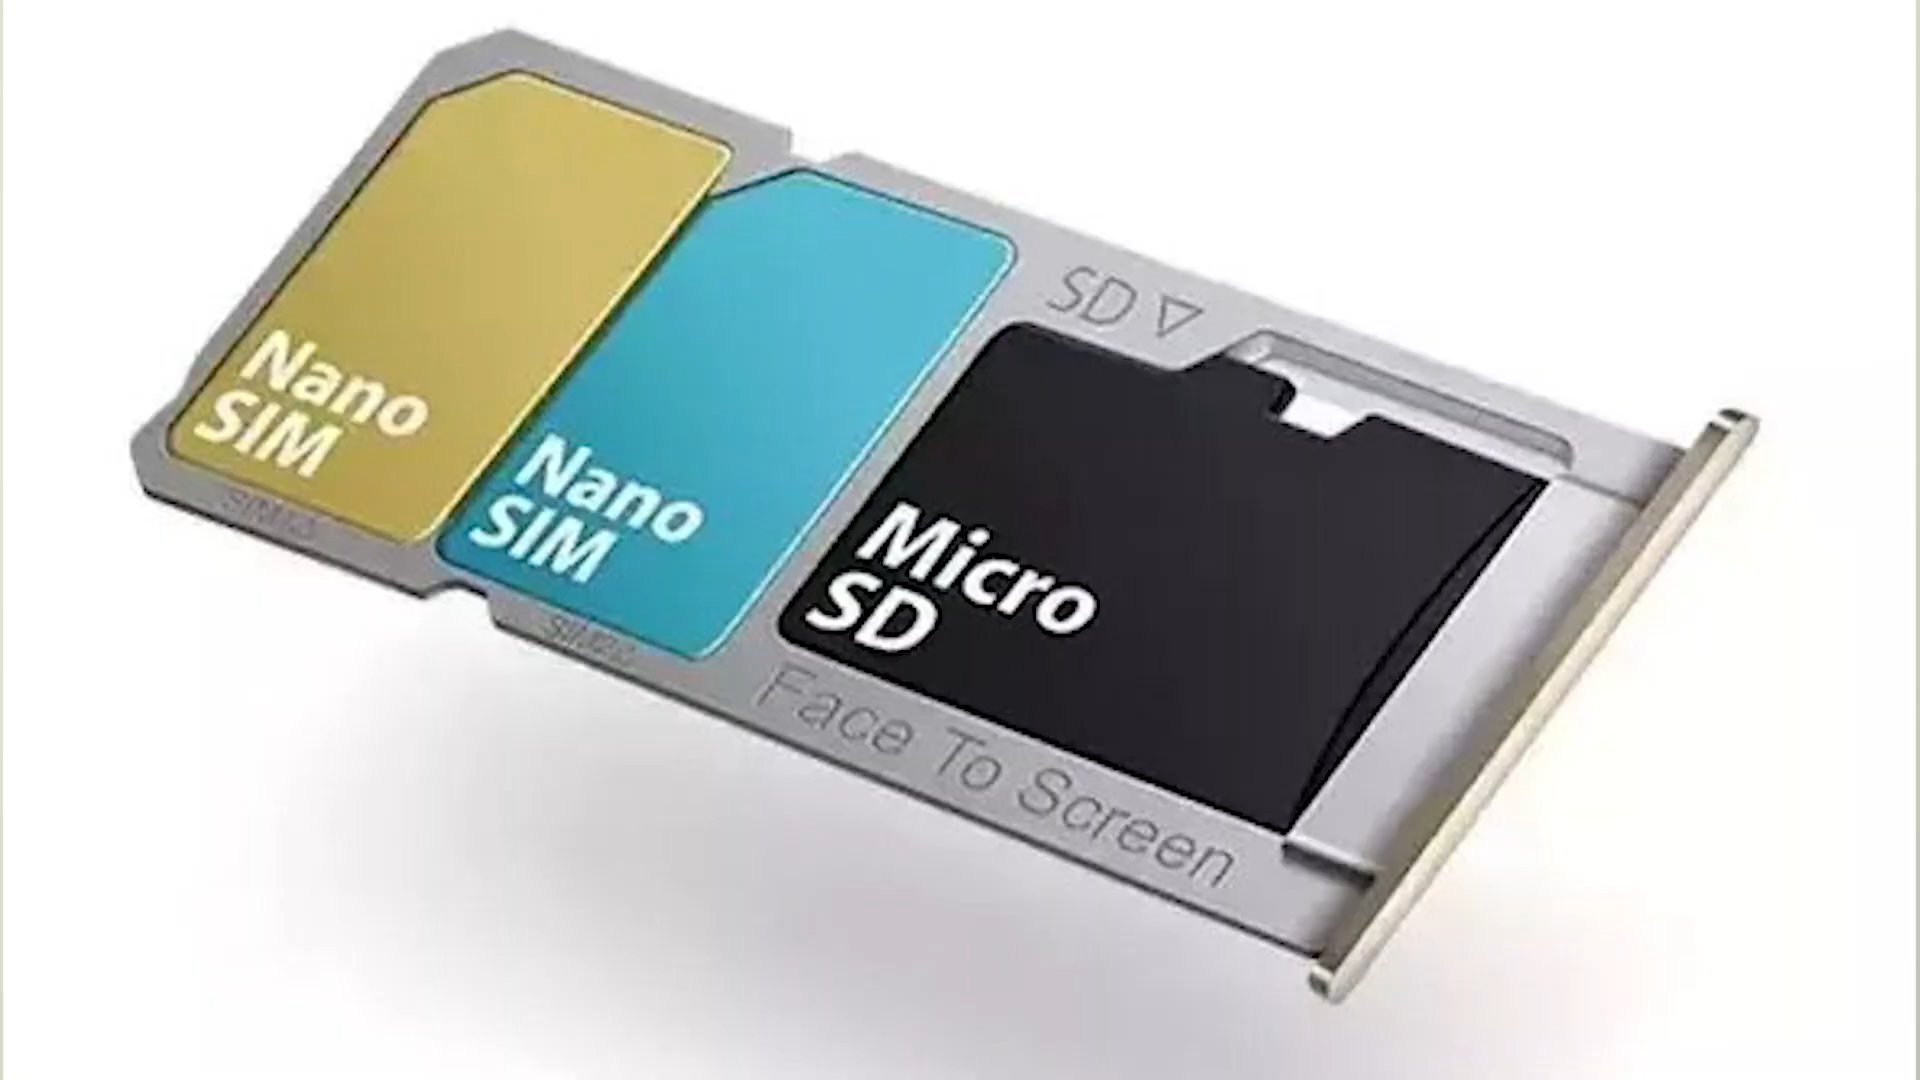 Nano
SIM
Nano
SIM
SD
Micro
SD
Face To Screen